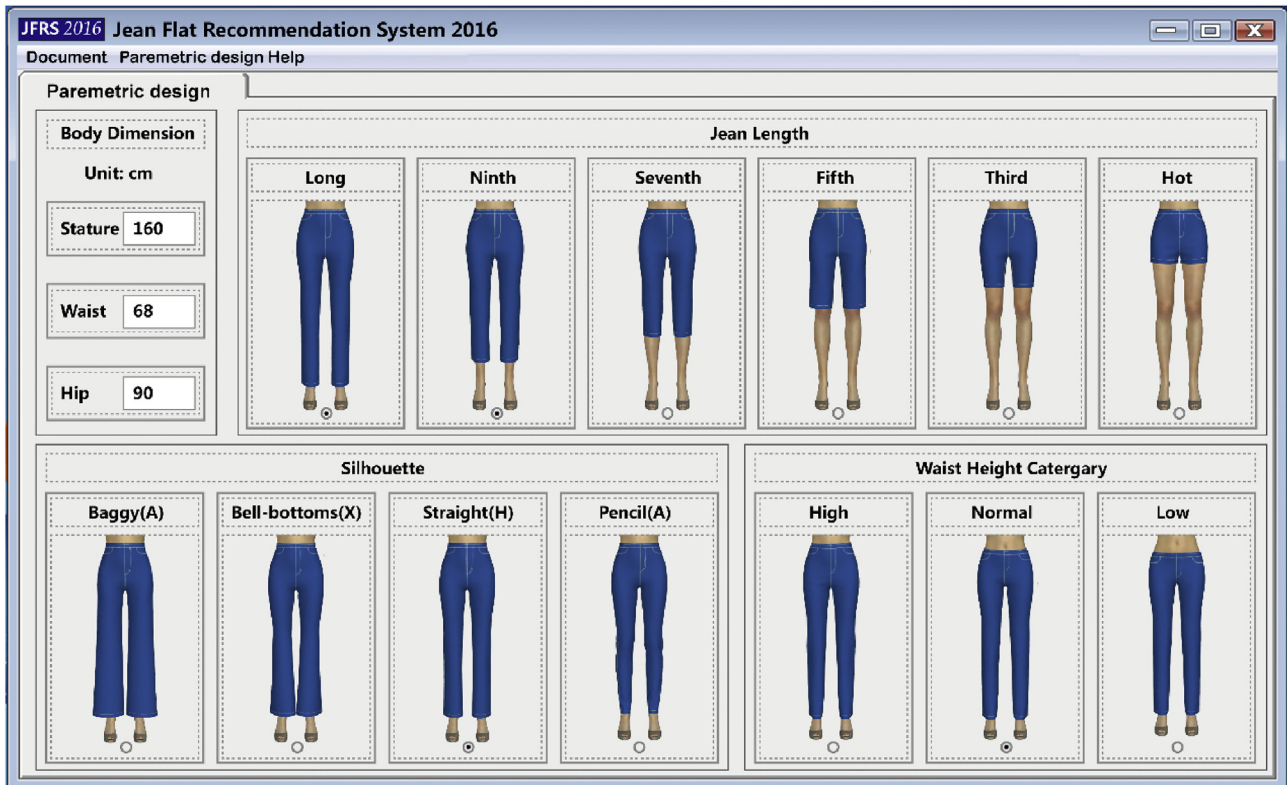 JFRS 2016 Jean Flat Recommendation System 2016
Document Paremetric design Help
Paremetric design
Body Dimension
Unit: cm
Stature 160
Waist 68
Hip 90
Jean Length
Long Ninth Seventh Fifth Third Hot
Silhouette
Baggy(A) Bell-bottoms(X) Straight(H) Pencil(A)
Waist Height Catergary
High Normal Low